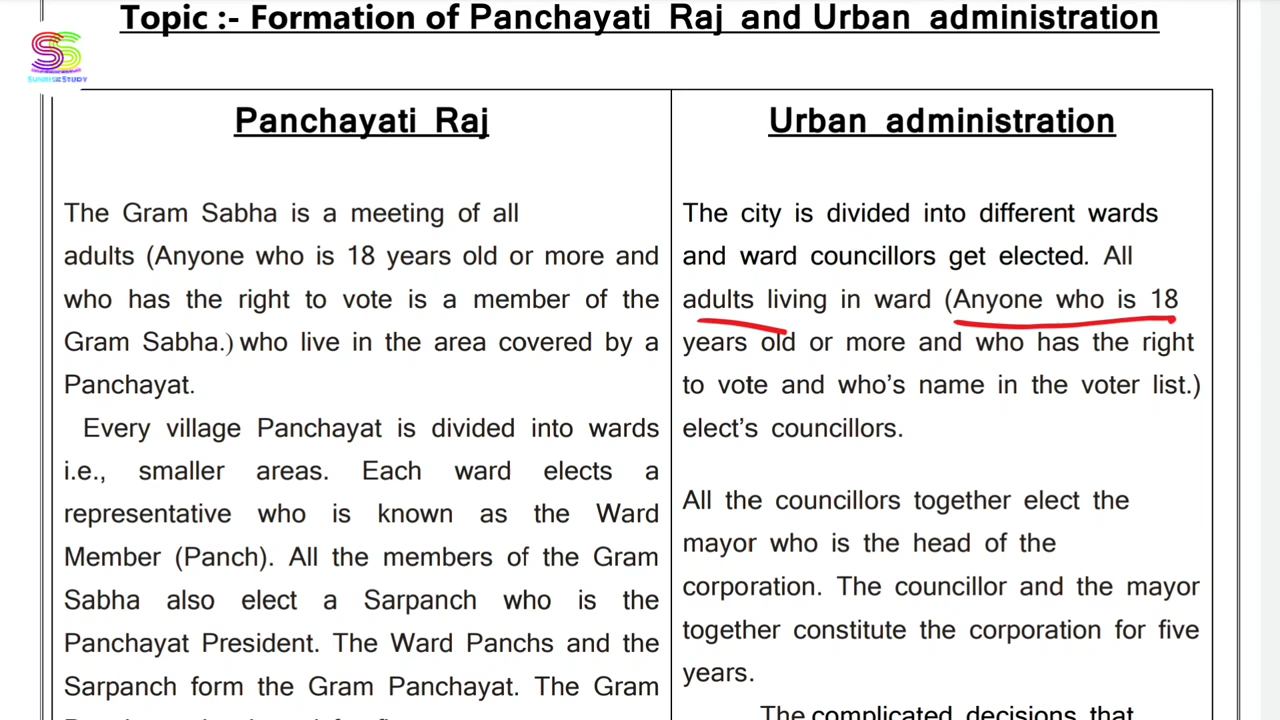 Topic :- Formation of Panchayati Raj and Urban administration
SS
SUNRISE STUDY
Panchayati Raj
The Gram Sabha is a meeting of all
adults (Anyone who is 18 years old or more and
who has the right to vote is a member of the
Gram Sabha.) who live in the area covered by a
Panchayat.
Every village Panchayat is divided into wards
i.e., smaller areas. Each ward elects a
representative who is known as the Ward
Member (Panch). All the members of the Gram
Sabha also elect a Sarpanch who is the
Panchayat President. The Ward Panchs and the
Sarpanch form the Gram Panchayat. The Gram
Urban administration
The city is divided into different wards
and ward councillors get elected. All
adults living in ward (Anyone who is 18
years old or more and who has the right
to vote and who's name in the voter list.)
elect's councillors.
All the councillors together elect the
mayor who is the head of the
corporation. The councillor and the mayor
together constitute the corporation for five
years.
The complicated decisions that